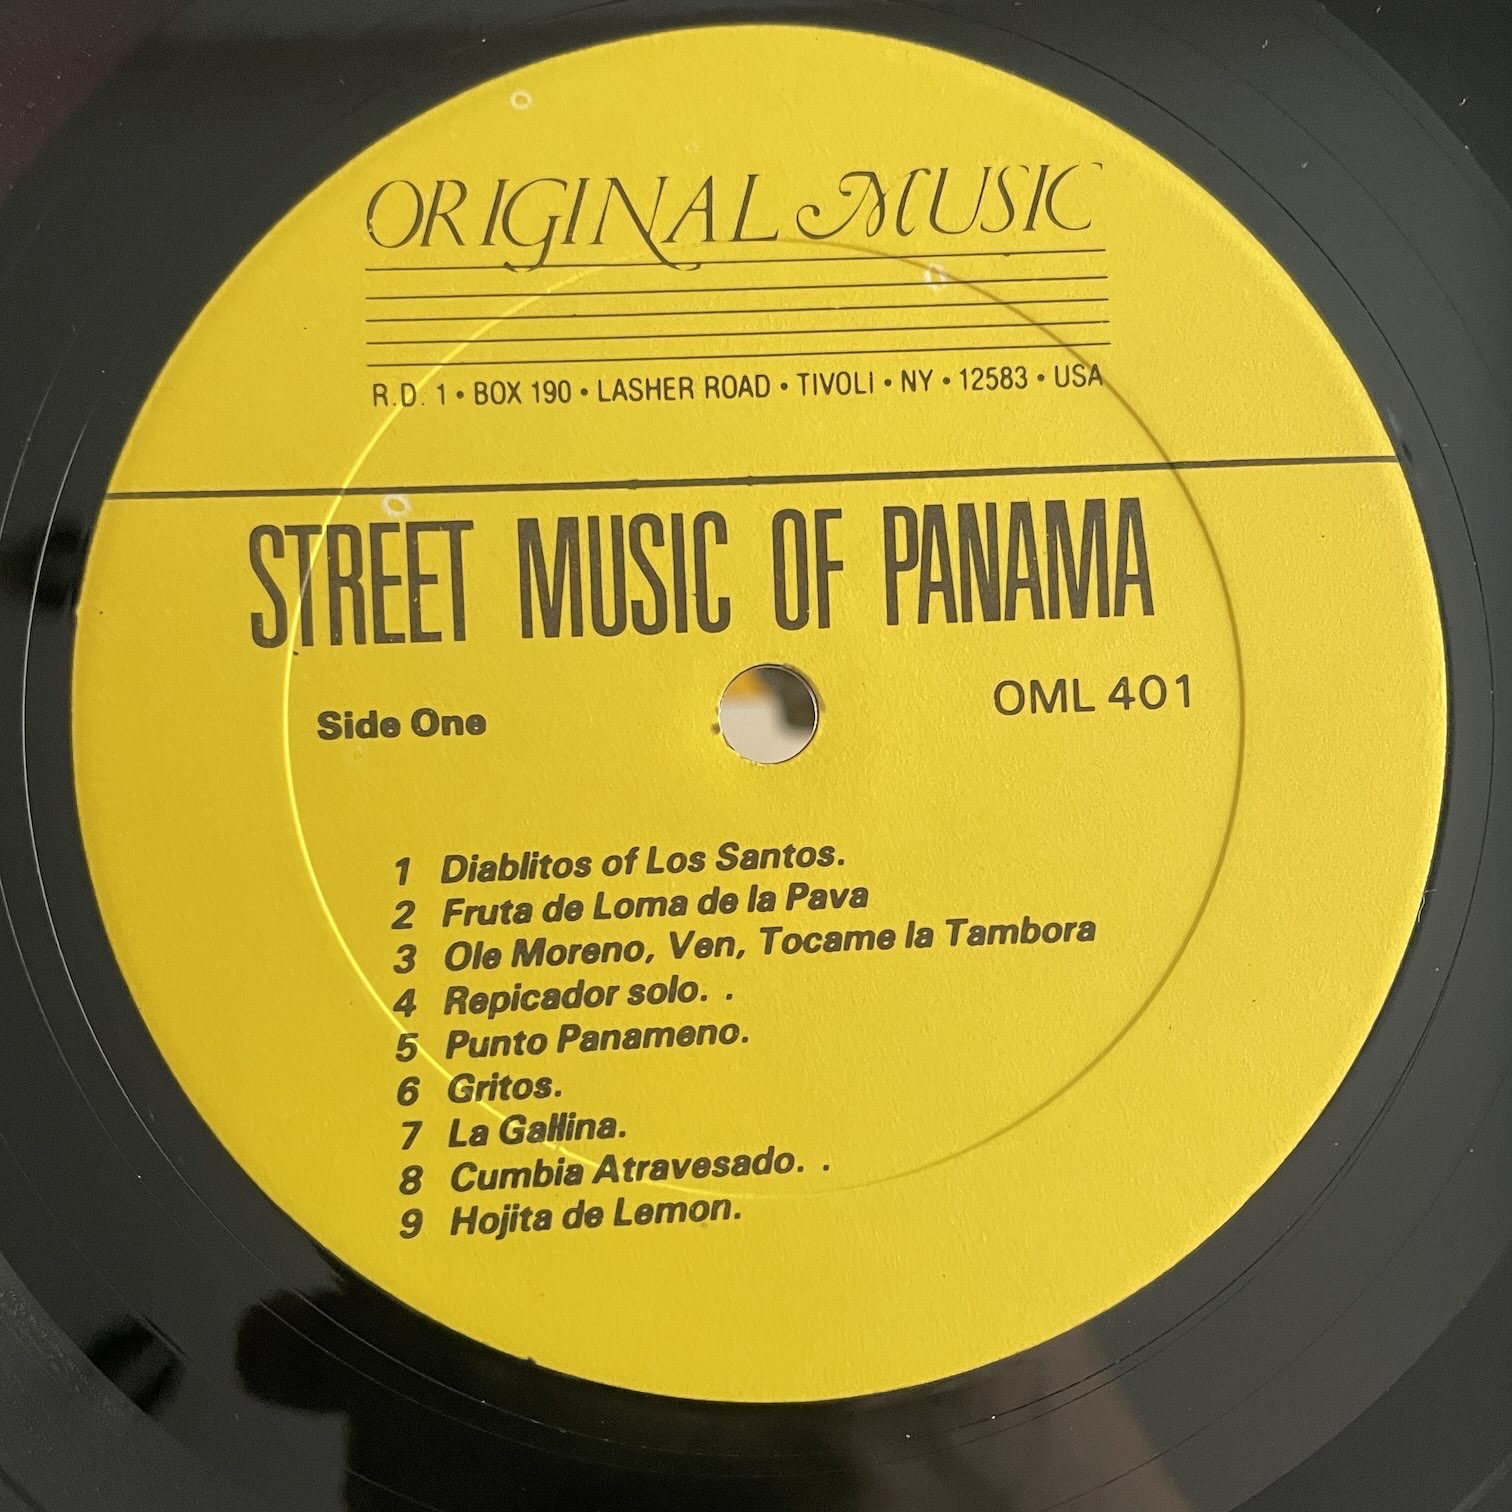 ORIGINAL MUSIC
R.D. 1 • BOX 190 • LASHER ROAD • TIVOLI • NY • 12583 • USA
STREET MUSIC OF PANAMA
Side One
OML 401
1 Diablitos of Los Santos.
2 Fruta de Loma de la Pava
3 Ole Moreno, Ven, Tocame la Tambora
4 Repicador solo. .
5 Punto Panameno.
6 Gritos.
7 La Gallina.
8 Cumbia Atravesado. .
9 Hojita de Lemon.